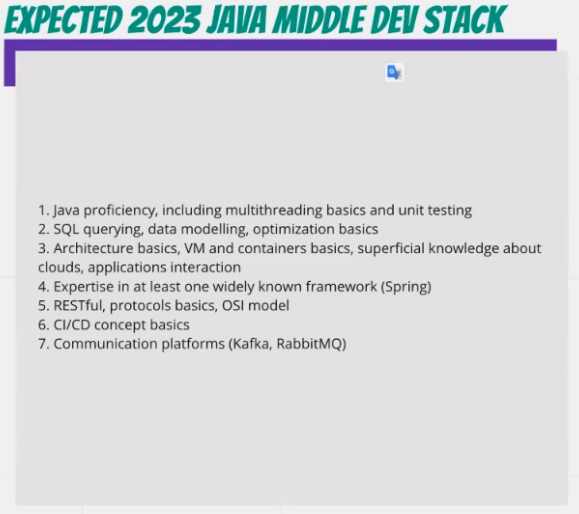 EXPECTED 2023 JAVA MIDDLE DEV STACK
1. Java proficiency, including multithreading basics and unit testing
2. SQL querying, data modelling, optimization basics
3. Architecture basics, VM and containers basics, superficial knowledge about
clouds, applications interaction
4. Expertise in at least one widely known framework (Spring)
5. RESTful, protocols basics, OSI model
6. CI/CD concept basics
7. Communication platforms (Kafka, RabbitMQ)